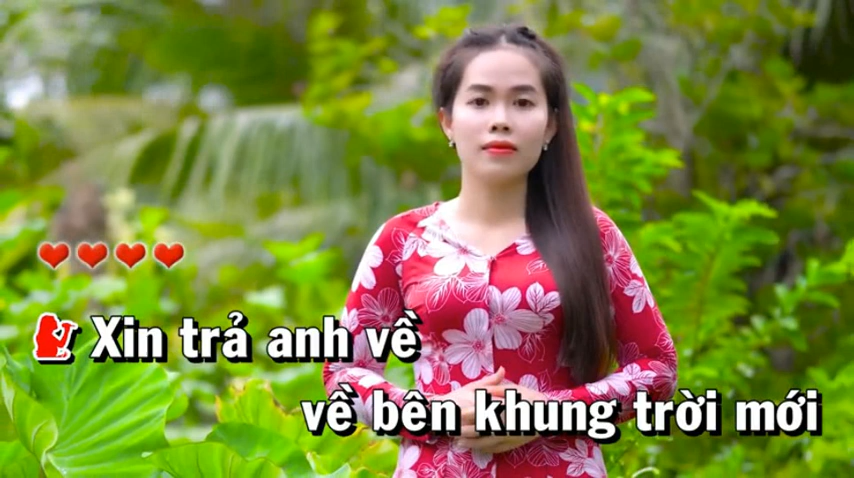 Xin trả anh về
về bên khung trời mới